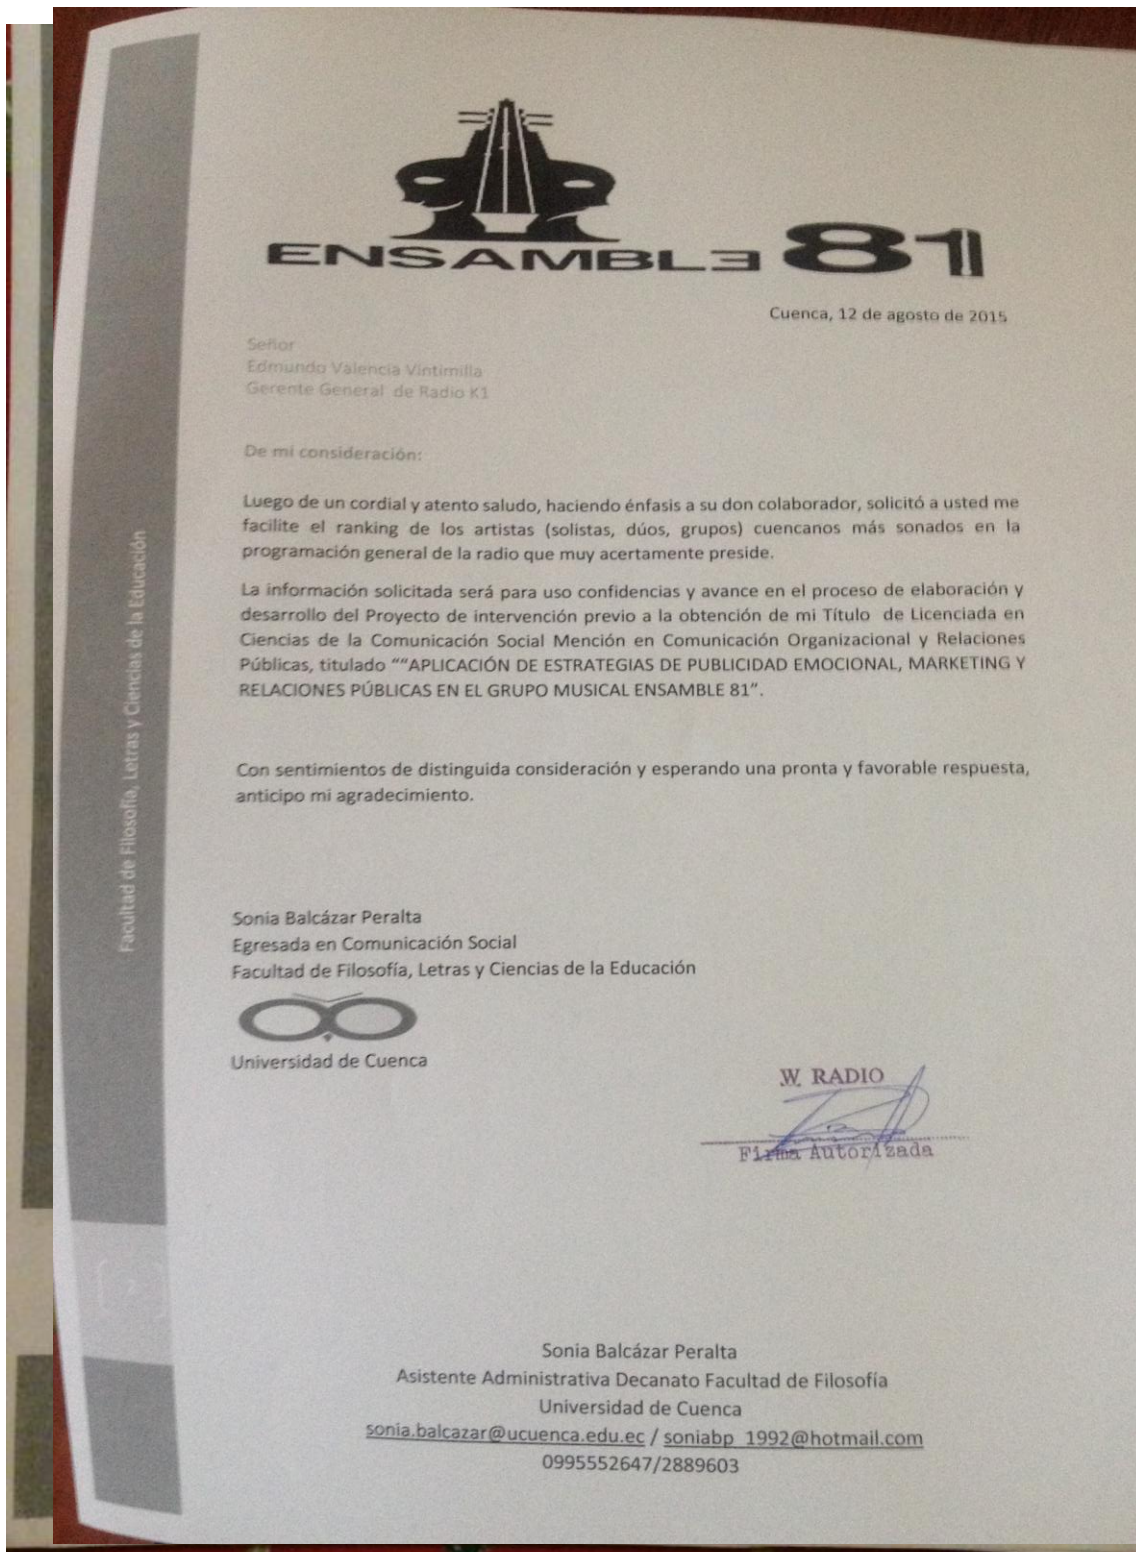 ENSAMBLE 81
Cuenca, 12 de agosto de 2015
Señor
Edmundo Valencia Vintimilla
Gerente General de Radio K1
De mi consideración:
Luego de un cordial y atento saludo, haciendo énfasis a su don colaborador, solicitó a usted me
facilite el ranking de los artistas (solistas, dúos, grupos) cuencanos más sonados en la
programación general de la radio que muy acertamente preside.
La información solicitada será para uso confidencias y avance en el proceso de elaboración y
desarrollo del Proyecto de intervención previo a la obtención de mi Título de Licenciada en
Ciencias de la Comunicación Social Mención en Comunicación Organizacional y Relaciones
Públicas, titulado ““APLICACIÓN DE ESTRATEGIAS DE PUBLICIDAD EMOCIONAL, MARKETING Y
RELACIONES PÚBLICAS EN EL GRUPO MUSICAL ENSAMBLE 81”.
Con sentimientos de distinguida consideración y esperando una pronta y favorable respuesta,
anticipo mi agradecimiento.
Sonia Balcázar Peralta
Egresada en Comunicación Social
Facultad de Filosofía, Letras y Ciencias de la Educación
Universidad de Cuenca
W RADIO
Firma Autorizada
Facultad de Filosofía, Letras y Ciencias de la Educación
Sonia Balcázar Peralta
Asistente Administrativa Decanato Facultad de Filosofía
Universidad de Cuenca
sonia.balcazar@ucuenca.edu.ec / soniabp_1992@hotmail.com
0995552647/2889603